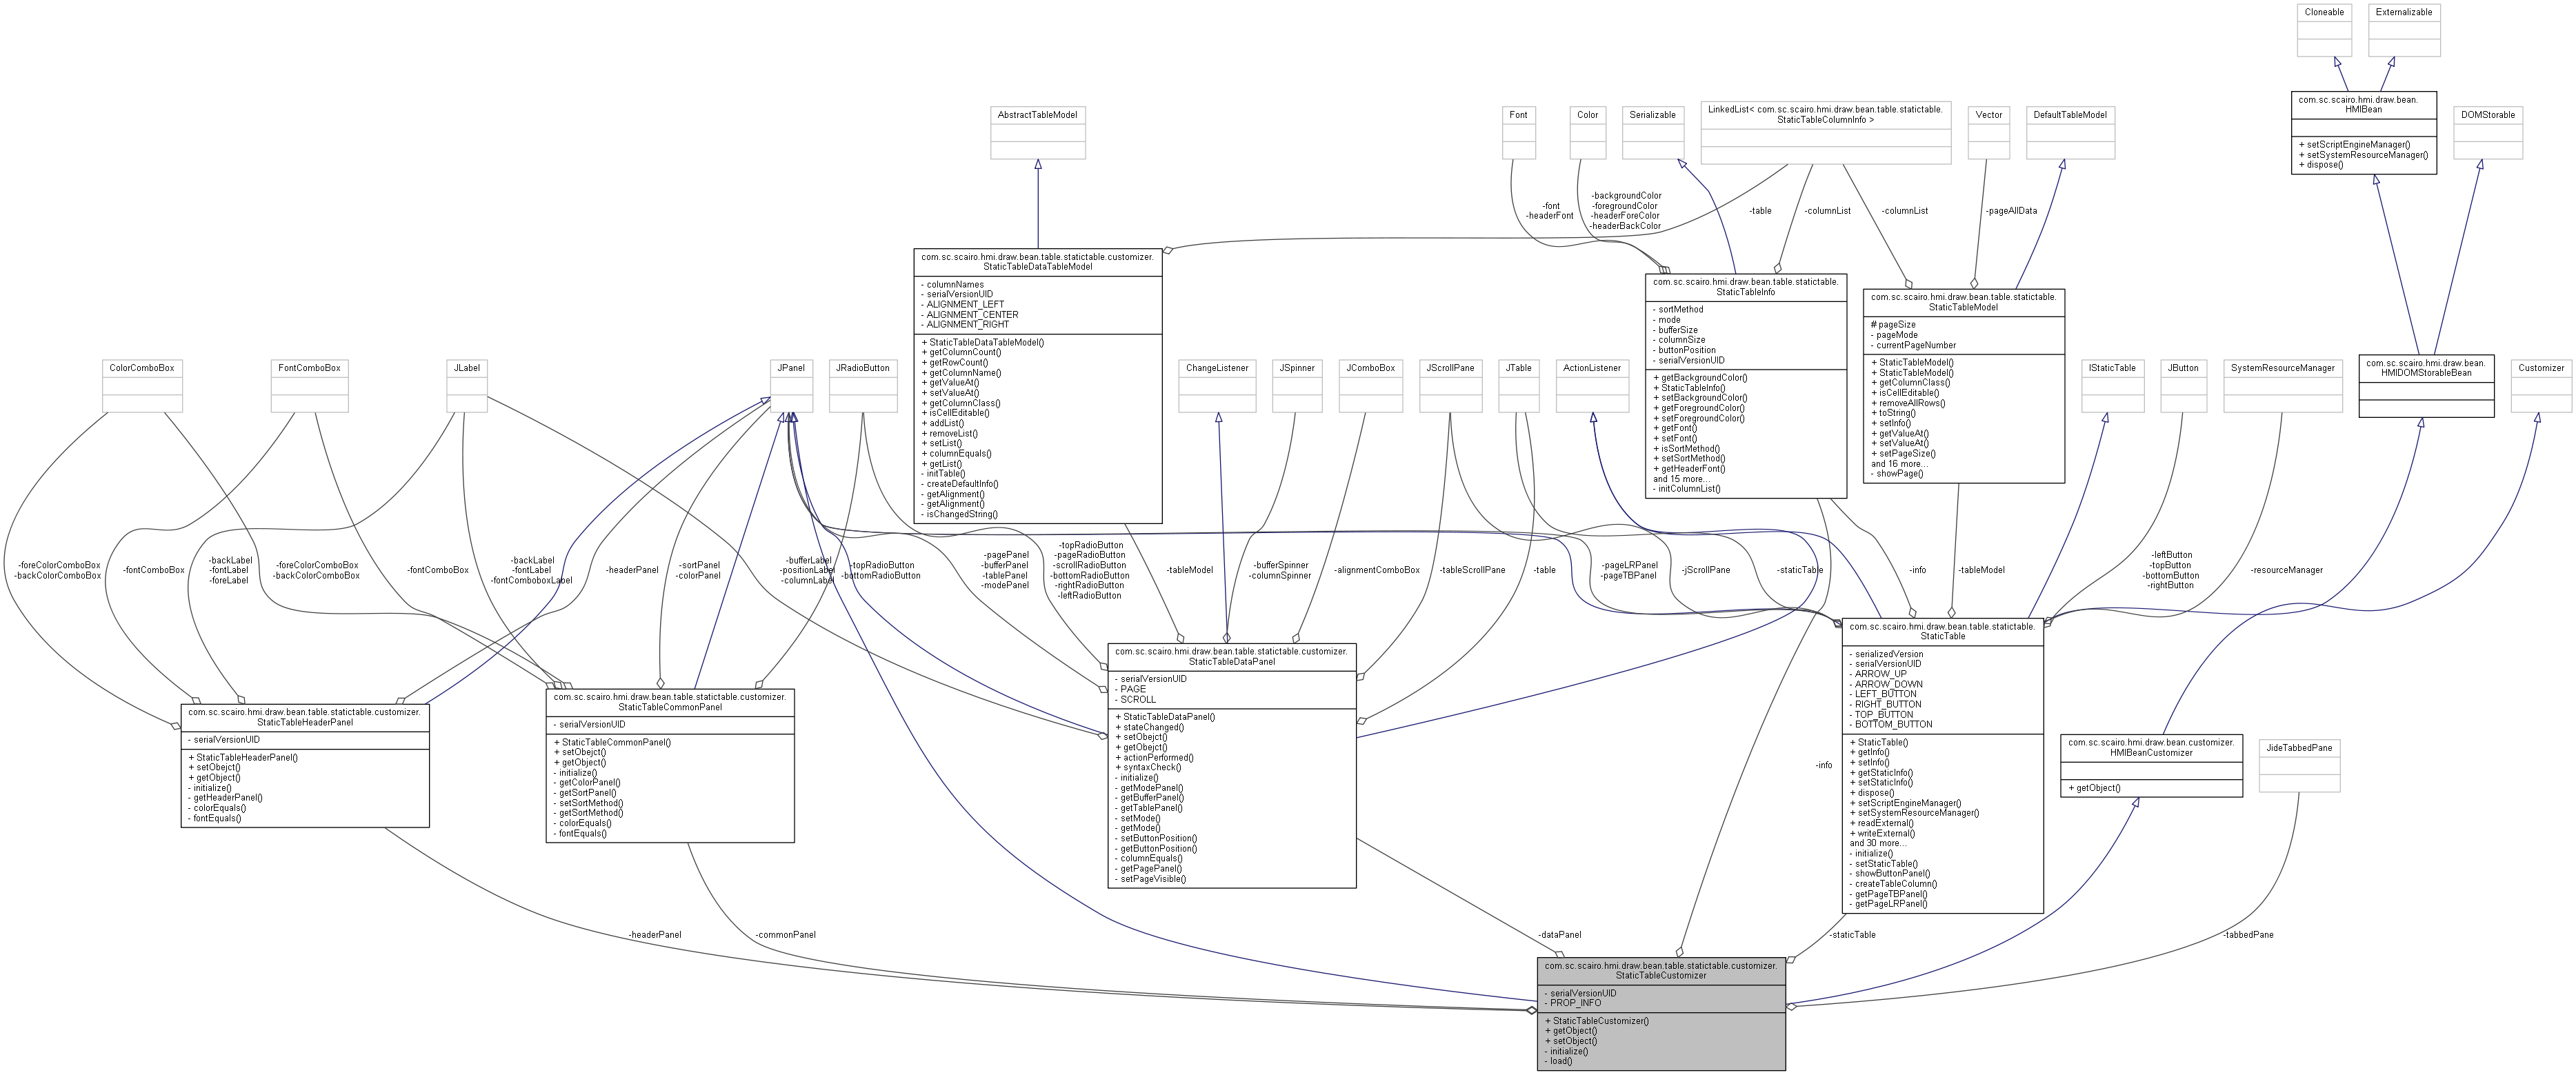 Cloneable
Externalizable
com.sc.scairo.hmi.draw.bean.
HMIBean
+ setScriptEngineManager()
+ setSystemResourceManager()
+ dispose()
AbstractTableModel
Font
Color
Serializable
LinkedList< com.sc.scairo.hmi.draw.bean.table.statictable.
StaticTableColumnInfo >
Vector
DefaultTableModel
DOMStorable
-font
-headerFont
-backgroundColor
-foregroundColor
-headerForeColor
-headerBackColor
-table
-columnList
-columnList
-pageAllData
com.sc.scairo.hmi.draw.bean.table.statictable.customizer.
StaticTableDataTableModel
- columnNames
- serialVersionUID
- ALIGNMENT_LEFT
- ALIGNMENT_CENTER
- ALIGNMENT_RIGHT
+ StaticTableDataTableModel()
+ getColumnCount()
+ getRowCount()
+ getColumnName()
+ getValueAt()
+ setValueAt()
+ getColumnClass()
+ isCellEditable()
+ addList()
+ removeList()
+ setList()
+ columnEquals()
+ getList()
- initTable()
- createDefaultInfo()
- getAlignment()
- getAlignment()
- isChangedString()
com.sc.scairo.hmi.draw.bean.table.statictable.
StaticTableInfo
- sortMethod
- mode
- bufferSize
- columnSize
- buttonPosition
- serialVersionUID
+ getBackgroundColor()
+ StaticTableInfo()
+ setBackgroundColor()
+ getForegroundColor()
+ setForegroundColor()
+ getFont()
+ setFont()
+ isSortMethod()
+ setSortMethod()
+ getHeaderFont()
and 15 more...
- initColumnList()
com.sc.scairo.hmi.draw.bean.table.statictable.
StaticTableModel
# pageSize
- pageMode
- currentPageNumber
+ StaticTableModel()
+ StaticTableModel()
+ getColumnClass()
+ isCellEditable()
+ removeAllRows()
+ toString()
+ setInfo()
+ getValueAt()
+ setValueAt()
+ setPageSize()
and 16 more...
- showPage()
com.sc.scairo.hmi.draw.bean.
HMIDOMStorableBean
ColorComboBox
FontComboBox
JLabel
JPanel
JRadioButton
ChangeListener
JSpinner
JComboBox
JScrollPane
JTable
ActionListener
IStaticTable
JButton
SystemResourceManager
Customizer
-foreColorComboBox
-backColorComboBox
-fontComboBox
-backLabel
-fontLabel
-foreLabel
-foreColorComboBox
-backColorComboBox
-fontComboBox
-backLabel
-fontLabel
-fontComboboxLabel
-headerPanel
-sortPanel
-colorPanel
-bufferLabel
-positionLabel
-columnLabel
-topRadioButton
-bottomRadioButton
-pagePanel
-bufferPanel
-tablePanel
-modePanel
-topRadioButton
-pageRadioButton
-scrollRadioButton
-bottomRadioButton
-rightRadioButton
-leftRadioButton
-tableModel
-bufferSpinner
-columnSpinner
-alignmentComboBox
-tableScrollPane
-table
-pageLRPanel
-pageTBPanel
-jScrollPane
-staticTable
-info
-tableModel
-leftButton
-topButton
-bottomButton
-rightButton
-resourceManager
com.sc.scairo.hmi.draw.bean.table.statictable.customizer.
StaticTableHeaderPanel
- serialVersionUID
+ StaticTableHeaderPanel()
+ setObejct()
+ getObject()
- initialize()
- getHeaderPanel()
- colorEquals()
- fontEquals()
com.sc.scairo.hmi.draw.bean.table.statictable.customizer.
StaticTableCommonPanel
- serialVersionUID
+ StaticTableCommonPanel()
+ setObejct()
+ getObject()
- initialize()
- getColorPanel()
- getSortPanel()
- setSortMethod()
- getSortMethod()
- colorEquals()
- fontEquals()
com.sc.scairo.hmi.draw.bean.table.statictable.customizer.
StaticTableDataPanel
- serialVersionUID
- PAGE
- SCROLL
+ StaticTableDataPanel()
+ stateChanged()
+ setObejct()
+ getObejct()
+ actionPerformed()
+ syntaxCheck()
- initialize()
- getModePanel()
- getBufferPanel()
- getTablePanel()
- setMode()
- getMode()
- setButtonPosition()
- getButtonPosition()
- columnEquals()
- getPagePanel()
- setPageVisible()
com.sc.scairo.hmi.draw.bean.table.statictable.
StaticTable
- serializedVersion
- serialVersionUID
- ARROW_UP
- ARROW_DOWN
- LEFT_BUTTON
- RIGHT_BUTTON
- TOP_BUTTON
- BOTTOM_BUTTON
+ StaticTable()
+ getInfo()
+ setInfo()
+ getStaticInfo()
+ setStaticInfo()
+ dispose()
+ setScriptEngineManager()
+ setSystemResourceManager()
+ readExternal()
+ writeExternal()
and 30 more...
- initialize()
- setStaticTable()
- showButtonPanel()
- createTableColumn()
- getPageTBPanel()
- getPageLRPanel()
com.sc.scairo.hmi.draw.bean.customizer.
HMIBeanCustomizer
+ getObject()
JideTabbedPane
-info
-headerPanel
-commonPanel
-dataPanel
-staticTable
-tabbedPane
com.sc.scairo.hmi.draw.bean.table.statictable.customizer.
StaticTableCustomizer
- serialVersionUID
- PROP_INFO
+ StaticTableCustomizer()
+ getObject()
+ setObject()
- initialize()
- load()